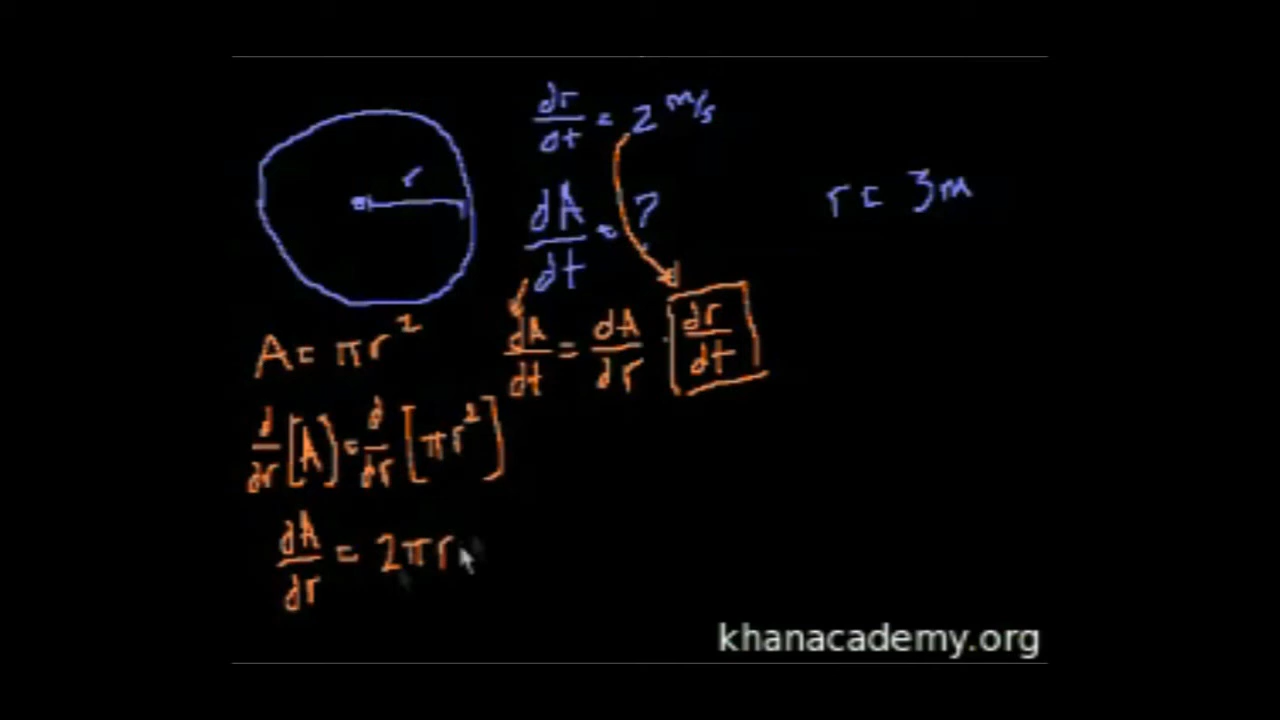 dr/dt = 2 m/s
r
dA/dt = ?
r = 3m
A = πr²
dA/dt = dA/dr · dr/dt
d/dr [A] = d/dr [πr²]
dA/dr = 2πr
khanacademy.org